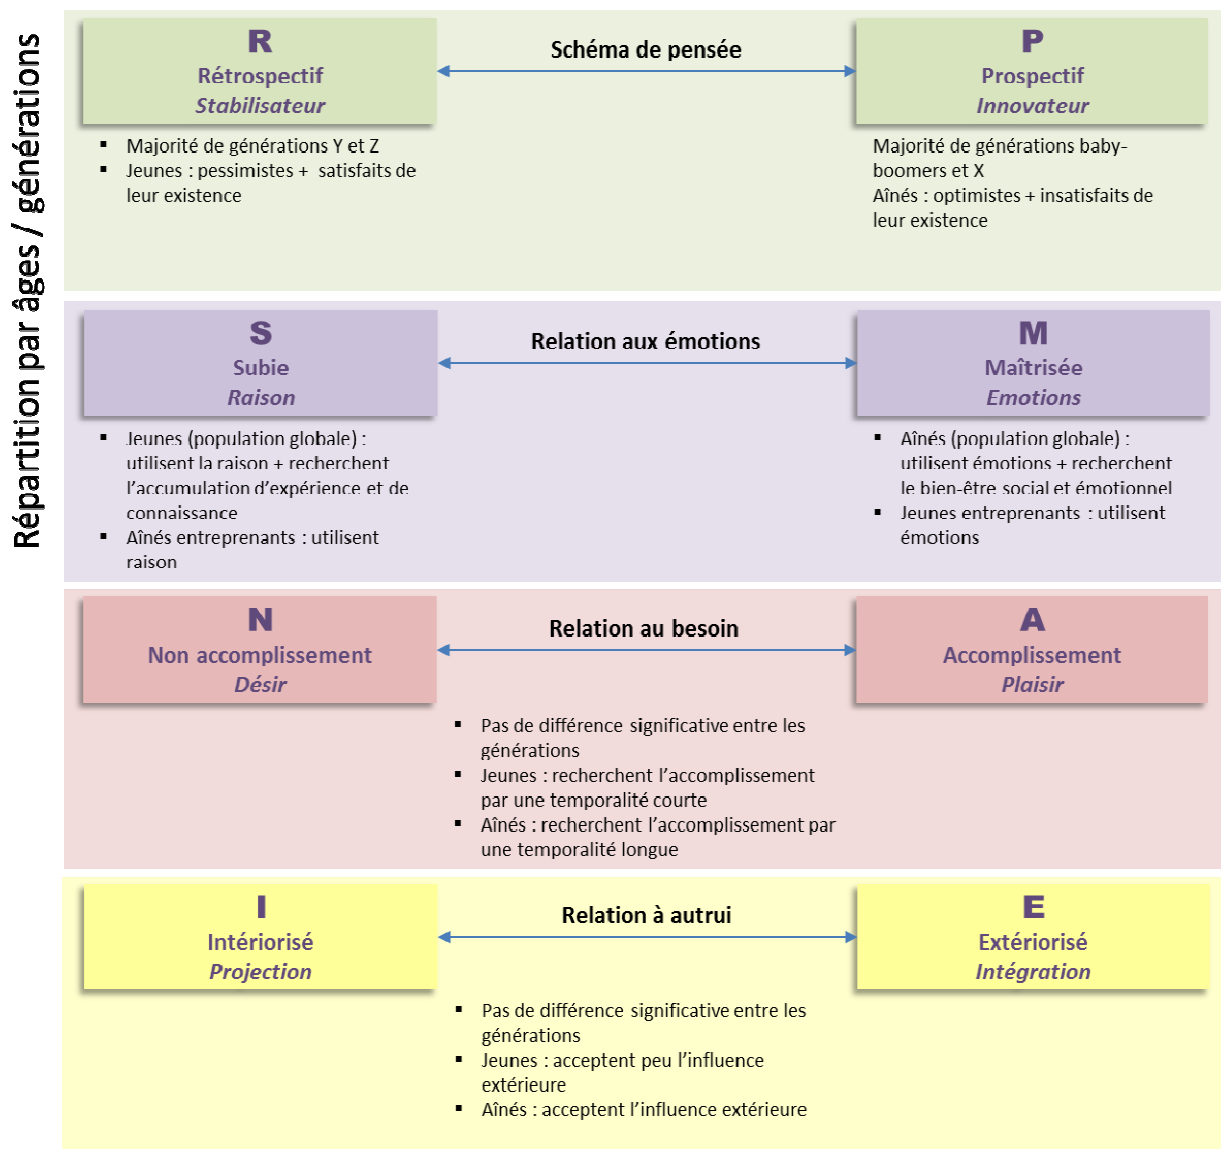 Répartition par âges / générations
R
Rétrospectif
Stabilisateur
Schéma de pensée
P
Prospectif
Innovateur
▪ Majorité de générations Y et Z
▪ Jeunes : pessimistes + satisfaits de
leur existence
Majorité de générations baby-
boomers et X
Aînés : optimistes + insatisfaits de
leur existence
S
Subie
Raison
Relation aux émotions
M
Maîtrisée
Emotions
▪ Jeunes (population globale) :
utilisent la raison + recherchent
l’accumulation d’expérience et de
connaissance
▪ Aînés entreprenants : utilisent
raison
▪ Aînés (population globale) :
utilisent émotions + recherchent
le bien-être social et émotionnel
▪ Jeunes entreprenants : utilisent
émotions
N
Non accomplissement
Désir
Relation au besoin
A
Accomplissement
Plaisir
▪ Pas de différence significative entre les
générations
▪ Jeunes : recherchent l’accomplissement
par une temporalité courte
▪ Aînés : recherchent l’accomplissement par
une temporalité longue
I
Intériorisé
Projection
Relation à autrui
E
Extériorisé
Intégration
▪ Pas de différence significative entre les
générations
▪ Jeunes : acceptent peu l’influence
extérieure
▪ Aînés : acceptent l’influence extérieure